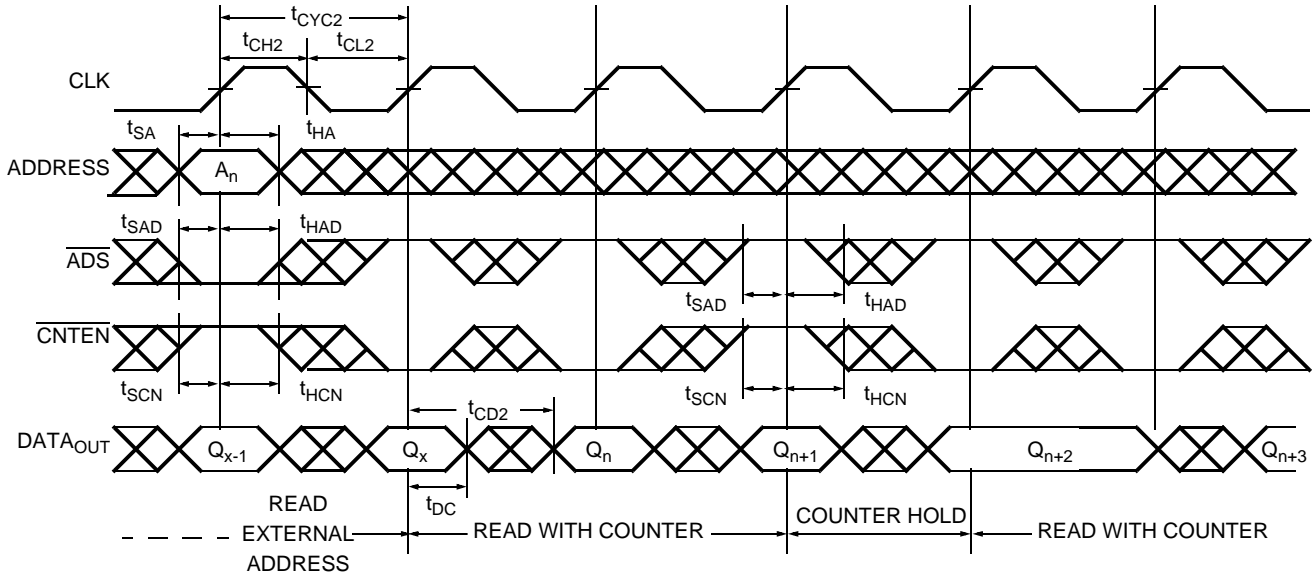 tCYC2
tCH2 tCL2
CLK
tSA tHA
ADDRESS An
tSAD tHAD
ADS
tSAD tHAD
CNTEN
tSCN tHCN tSCN tHCN
tCD2
DATAOUT Qx-1 Qx Qn Qn+1 Qn+2 Qn+3
tDC
READ EXTERNAL ADDRESS
READ WITH COUNTER
COUNTER HOLD
READ WITH COUNTER